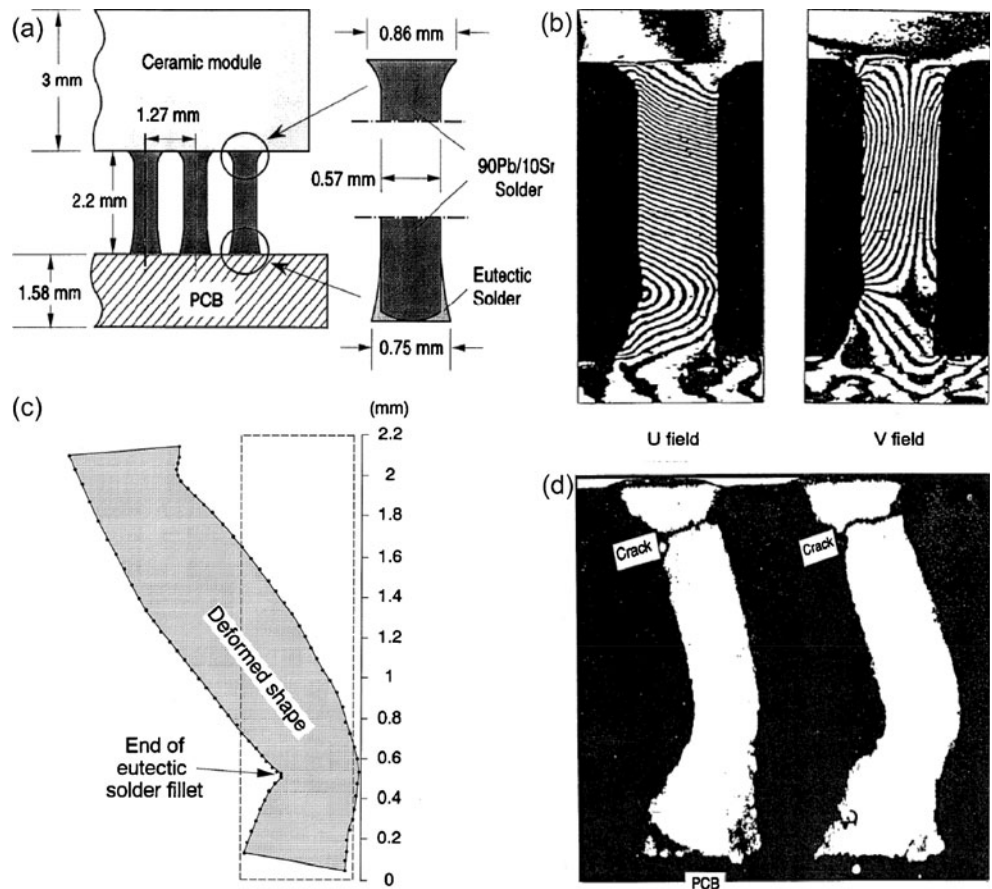 (a)
0.86 mm
Ceramic module
3 mm
1.27 mm
90Pb/10Sr
Solder
0.57 mm
2.2 mm
Eutectic
Solder
PCB
1.58 mm
0.75 mm
(b)
U field
V field
(c)
(mm)
2.2
2
1.8
1.6
1.4
1.2
1
0.8
0.6
0.4
0.2
0
Deformed shape
End of
eutectic
solder fillet
(d)
Crack
Crack
PCB